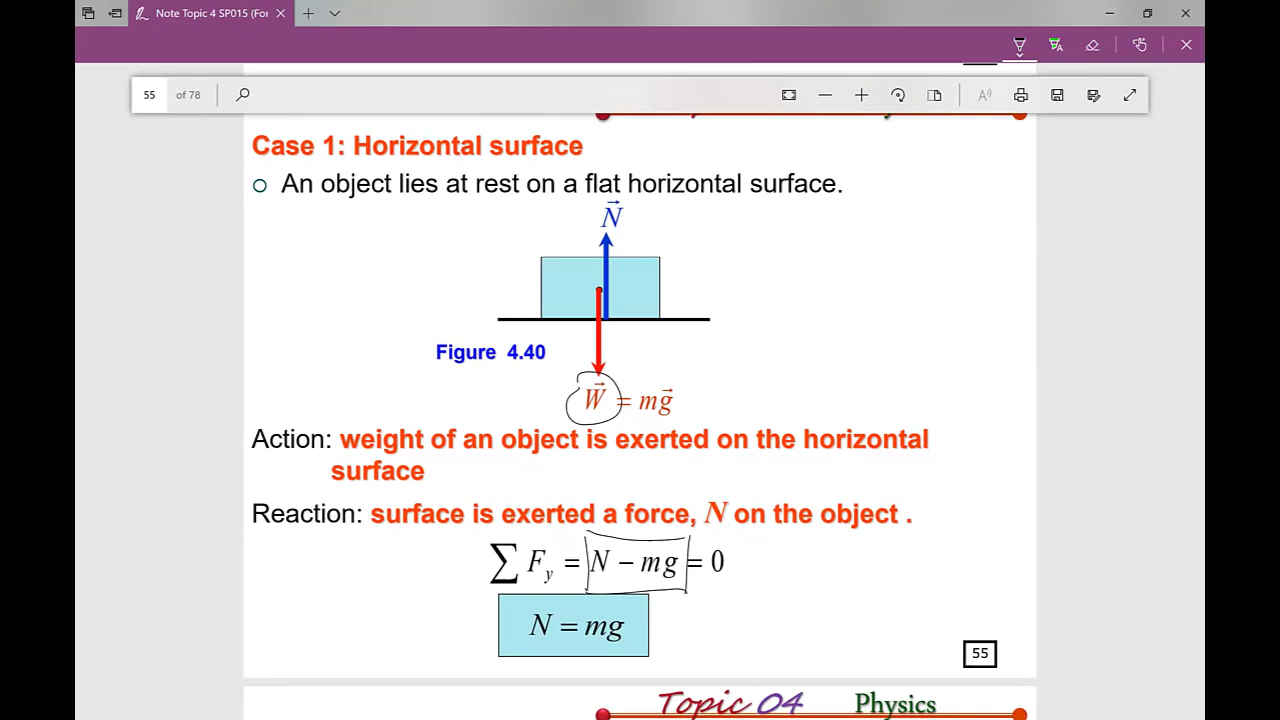 Note Topic 4 SP015 (For
55 of 78
Case 1: Horizontal surface
An object lies at rest on a flat horizontal surface.
N⃗
Figure 4.40
W⃗ = mg⃗
Action: weight of an object is exerted on the horizontal
surface
Reaction: surface is exerted a force, N on the object .
∑ Fy = N − mg = 0
N = mg
55
Topic 04 Physics